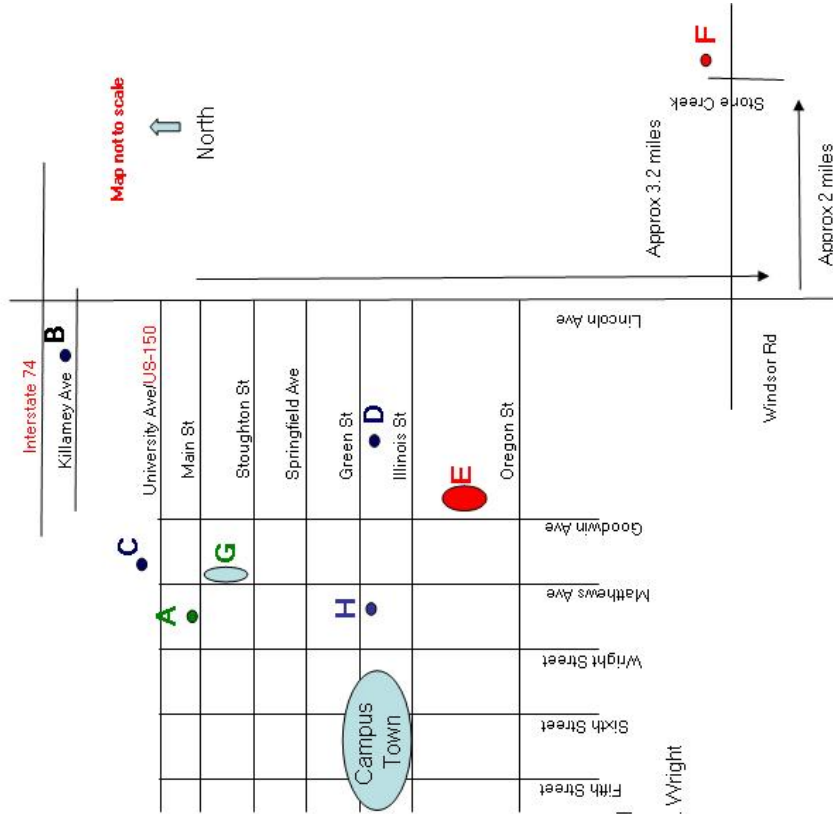 Interstate 74
B
Killarney Ave
Map not to scale
North
University Ave/US-150
C
Main St
A
G
Stoughton St
Springfield Ave
Green St
H
D
Illinois St
Campus
Town
E
Oregon St
F
Stone Creek
Approx 3.2 miles
Approx 2 miles
Windsor Rd
Lincoln Ave
Goodwin Ave
Matthews Ave
Wright Street
Sixth Street
Fifth Street
Wright